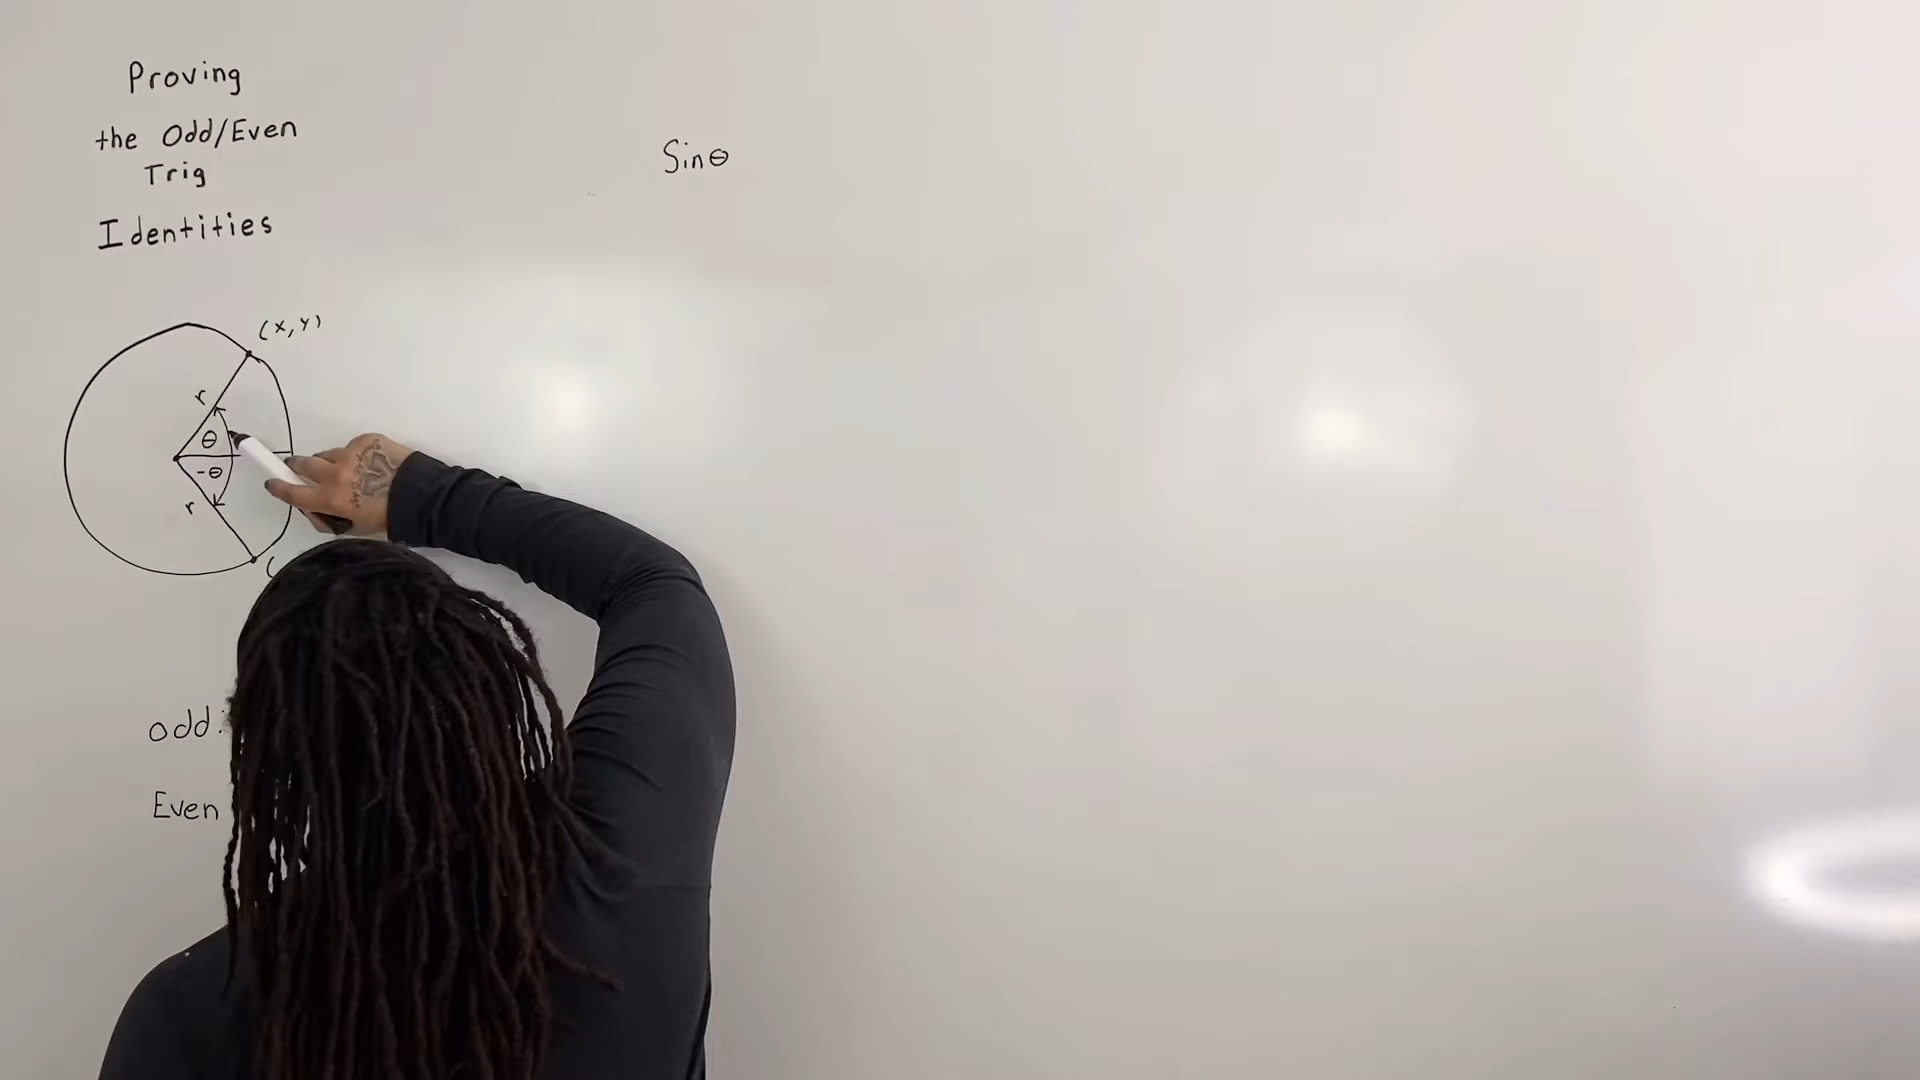 Proving
the Odd/Even
Trig
Identities
Sinθ
(x,y)
r
θ
-θ
r
(
odd:
Even